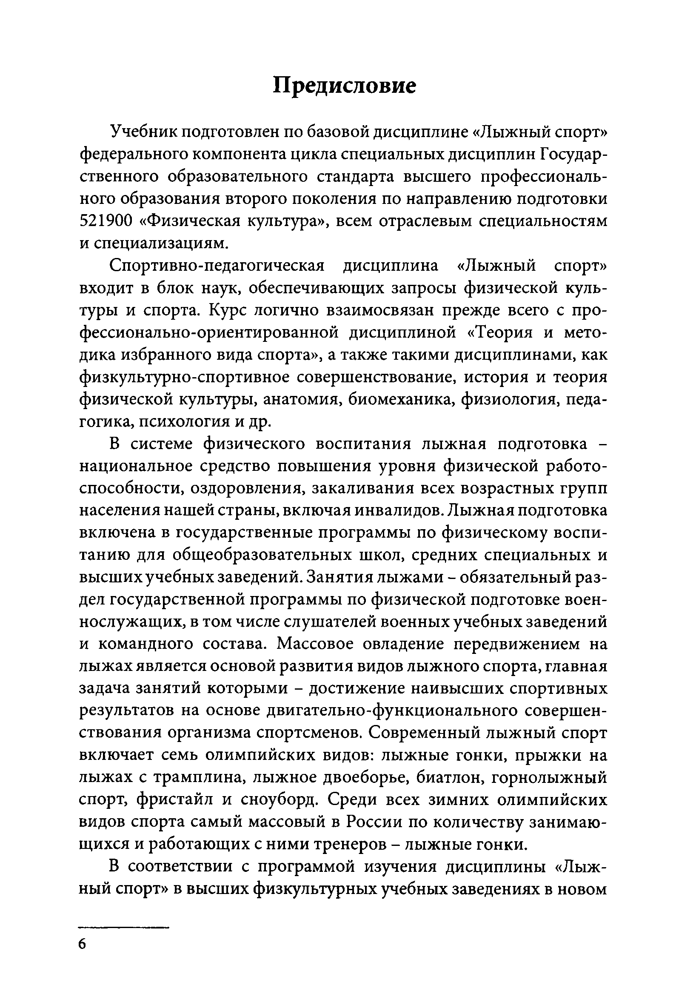 Предисловие
Учебник подготовлен по базовой дисциплине «Лыжный спорт»
федерального компонента цикла специальных дисциплин Государ-
ственного образовательного стандарта высшего профессиональ-
ного образования второго поколения по направлению подготовки
521900 «Физическая культура», всем отраслевым специальностям
и специализациям.
Спортивно-педагогическая дисциплина «Лыжный спорт»
входит в блок наук, обеспечивающих запросы физической куль-
туры и спорта. Курс логично взаимосвязан прежде всего с про-
фессионально-ориентированной дисциплиной «Теория и мето-
дика избранного вида спорта», а также такими дисциплинами, как
физкультурно-спортивное совершенствование, история и теория
физической культуры, анатомия, биомеханика, физиология, педа-
гогика, психология и др.
В системе физического воспитания лыжная подготовка –
национальное средство повышения уровня физической работо-
способности, оздоровления, закаливания всех возрастных групп
населения нашей страны, включая инвалидов. Лыжная подготовка
включена в государственные программы по физическому воспи-
танию для общеобразовательных школ, средних специальных и
высших учебных заведений. Занятия лыжами – обязательный раз-
дел государственной программы по физической подготовке воен-
нослужащих, в том числе слушателей военных учебных заведений
и командного состава. Массовое овладение передвижением на
лыжах является основой развития видов лыжного спорта, главная
задача занятий которыми – достижение наивысших спортивных
результатов на основе двигательно-функционального совершен-
ствования организма спортсменов. Современный лыжный спорт
включает семь олимпийских видов: лыжные гонки, прыжки на
лыжах с трамплина, лыжное двоеборье, биатлон, горнолыжный
спорт, фристайл и сноуборд. Среди всех зимних олимпийских
видов спорта самый массовый в России по количеству занимаю-
щихся и работающих с ними тренеров – лыжные гонки.
В соответствии с программой изучения дисциплины «Лыж-
ный спорт» в высших физкультурных учебных заведениях в новом
6